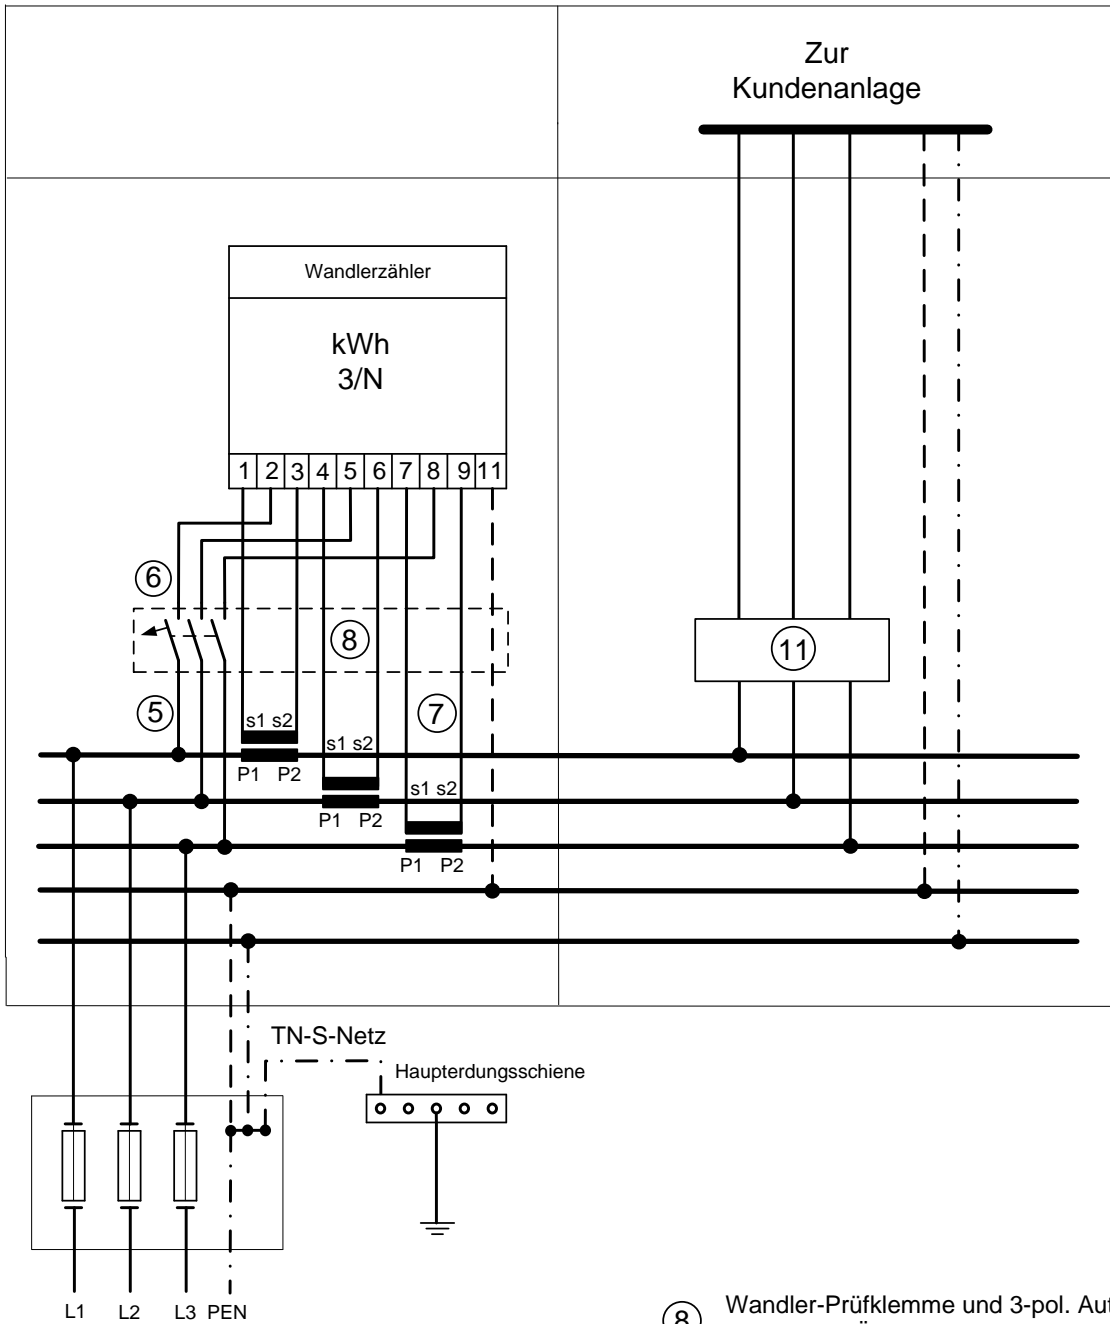 Zur
Kundenanlage
Wandlerzähler
kWh
3/N
1 2 3 4 5 6 7 8 9 11
6
8
11
5
7
s1 s2
s1 s2
s1 s2
P1 P2
P1 P2
P1 P2
TN-S-Netz
Haupterdungsschiene
L1 L2 L3 PEN
8 Wandler-Prüfklemme und 3-pol.